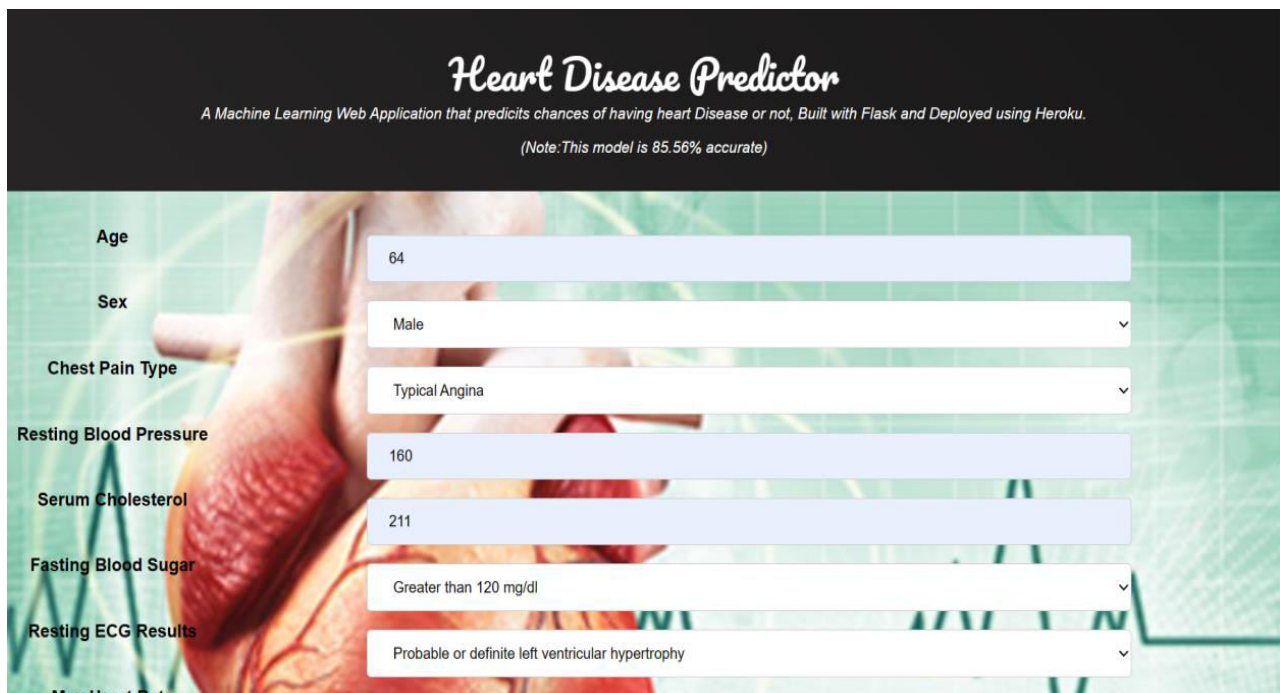 Heart Disease Predictor
A Machine Learning Web Application that predicits chances of having heart Disease or not, Built with Flask and Deployed using Heroku.
(Note:This model is 85.56% accurate)
Age
64
Sex
Male
Chest Pain Type
Typical Angina
Resting Blood Pressure
160
Serum Cholesterol
211
Fasting Blood Sugar
Greater than 120 mg/dl
Resting ECG Results
Probable or definite left ventricular hypertrophy